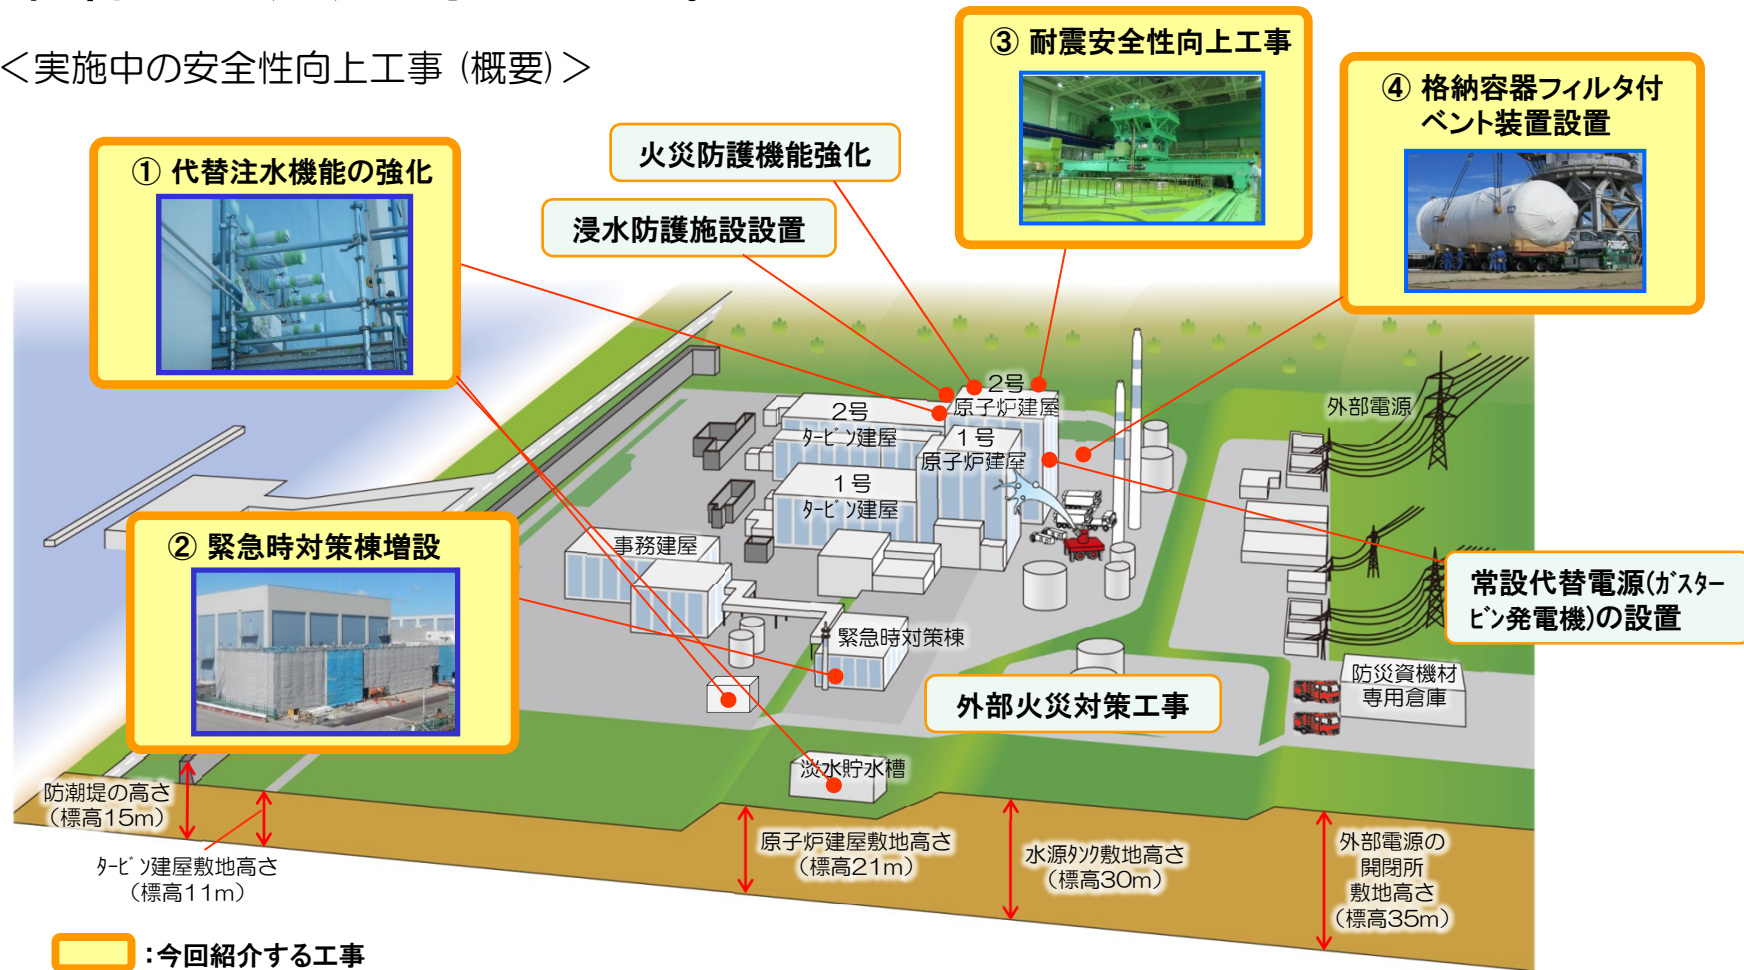 ＜実施中の安全性向上工事（概要）＞
③ 耐震安全性向上工事
④ 格納容器フィルタ付
ベント装置設置
① 代替注水機能の強化
火災防護機能強化
浸水防護施設設置
2号
原子炉建屋
2号
ﾀｰﾋﾞﾝ建屋
1号
原子炉建屋
1号
ﾀｰﾋﾞﾝ建屋
外部電源
② 緊急時対策棟増設
事務建屋
緊急時対策棟
常設代替電源(ｶﾞｽﾀｰ
ﾋﾞﾝ発電機)の設置
防災資機材
専用倉庫
外部火災対策工事
淡水貯水槽
防潮堤の高さ
（標高15m）
ﾀｰﾋﾞﾝ建屋敷地高さ
（標高11m）
原子炉建屋敷地高さ
（標高21m）
水源ﾀﾝｸ敷地高さ
（標高30m）
外部電源の
開閉所
敷地高さ
（標高35m）
：今回紹介する工事